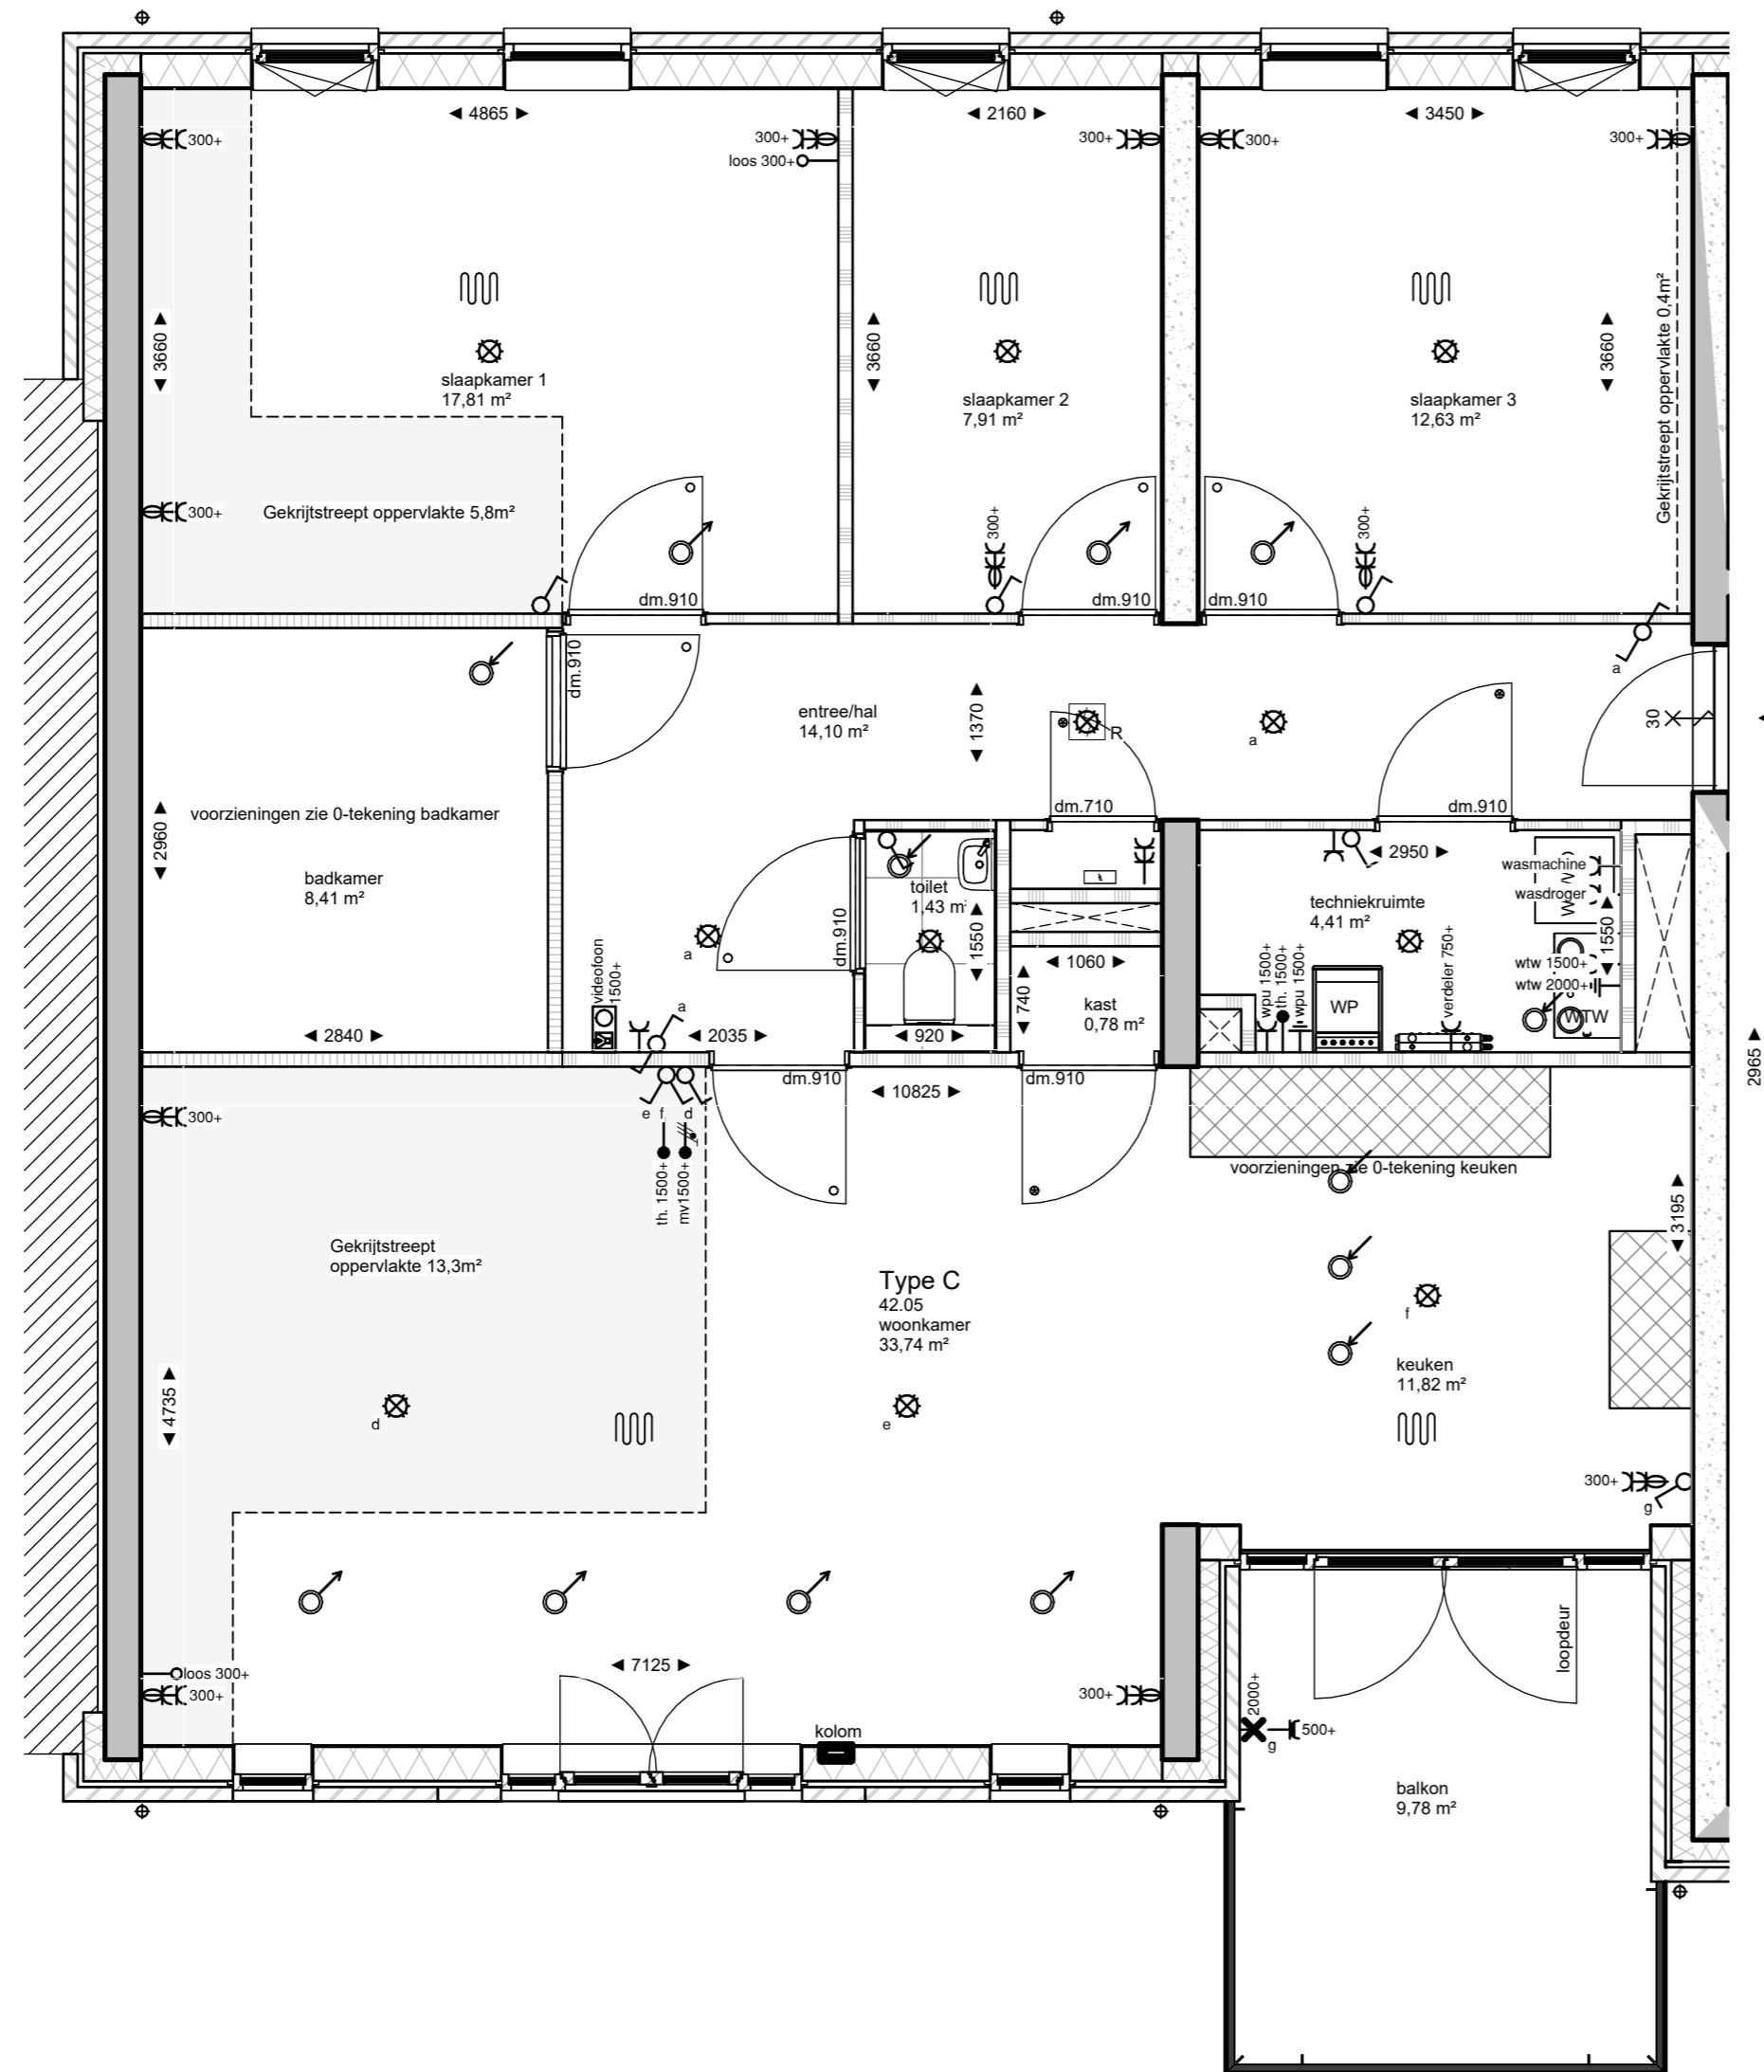 ◄ 4865 ►
◄ 2160 ►
◄ 3450 ►
300+
300+
loos 300+
300+
300+
300+
◄ 3660 ►
◄ 3660 ►
◄ 3660 ►
Gekrijtstreept oppervlakte 0,4m²
slaapkamer 1
17,81 m²
slaapkamer 2
7,91 m²
slaapkamer 3
12,63 m²
300+
Gekrijtstreept oppervlakte 5,8m²
300+
300+
dm.910
dm.910
dm.910
dm.910
a
entree/hal
14,10 m²
◄ 1370 ►
R
a
30
voorzieningen zie 0-tekening badkamer
◄ 2960 ►
badkamer
8,41 m²
dm.710
dm.910
◄ 2950 ►
wasmachine
wasdroger
toilet
1,43 m²
◄ 1550 ►
dm.910
techniekruimte
4,41 m²
◄ 1550 ►
a
videofoon
1500+
◄ 1060 ►
◄ 740 ►
kast
0,78 m²
wpu 1500+
th. 1500+
wpu 1500+
WP
verdeler 750+
wtw 1500+
wtw 2000+
WTW
a
◄ 2840 ►
◄ 2035 ►
◄ 920 ►
2965 ►
dm.910
◄ 10825 ►
dm.910
300+
e
f
d
th. 1500+
mv1500+
voorzieningen zie 0-tekening keuken
◄ 3195 ►
Gekrijtstreept
oppervlakte 13,3m²
Type C
42.05
woonkamer
33,74 m²
f
keuken
11,82 m²
◄ 4735 ►
d
e
300+
g
loos 300+
300+
◄ 7125 ►
300+
kolom
loopdeur
2000+
500+
g
balkon
9,78 m²